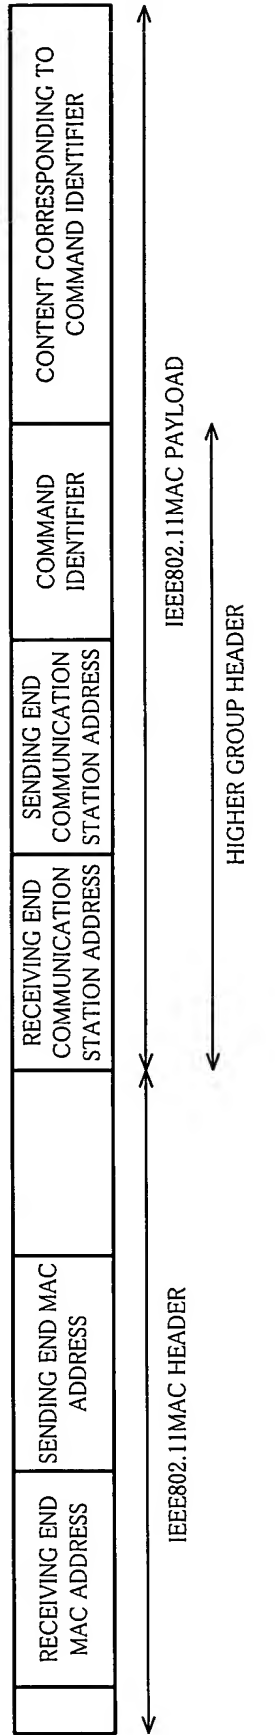 RECEIVING END
MAC ADDRESS
SENDING END MAC
ADDRESS
RECEIVING END
COMMUNICATION
STATION ADDRESS
SENDING END
COMMUNICATION
STATION ADDRESS
COMMAND
IDENTIFIER
CONTENT CORRESPONDING TO
COMMAND IDENTIFIER
IEEE802.11MAC HEADER
IEEE802.11MAC PAYLOAD
HIGHER GROUP HEADER